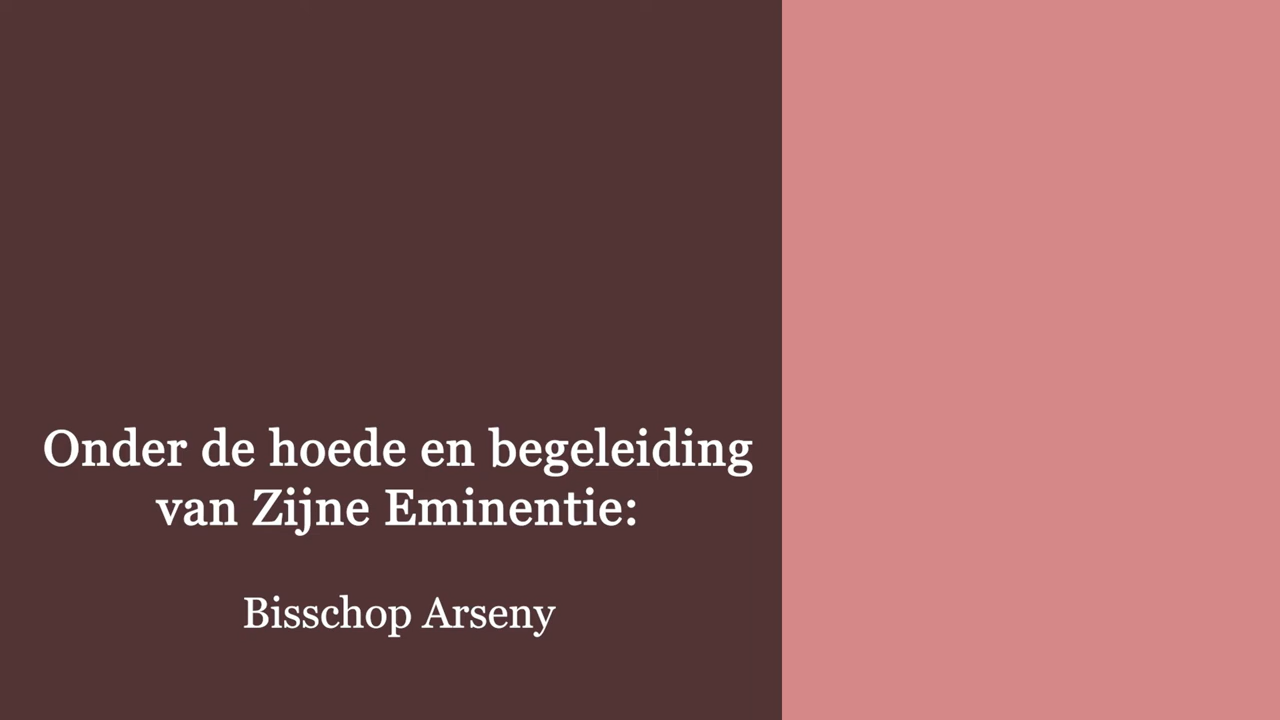 Onder de hoede en begeleiding
van Zijne Eminentie:
Bisschop Arseny